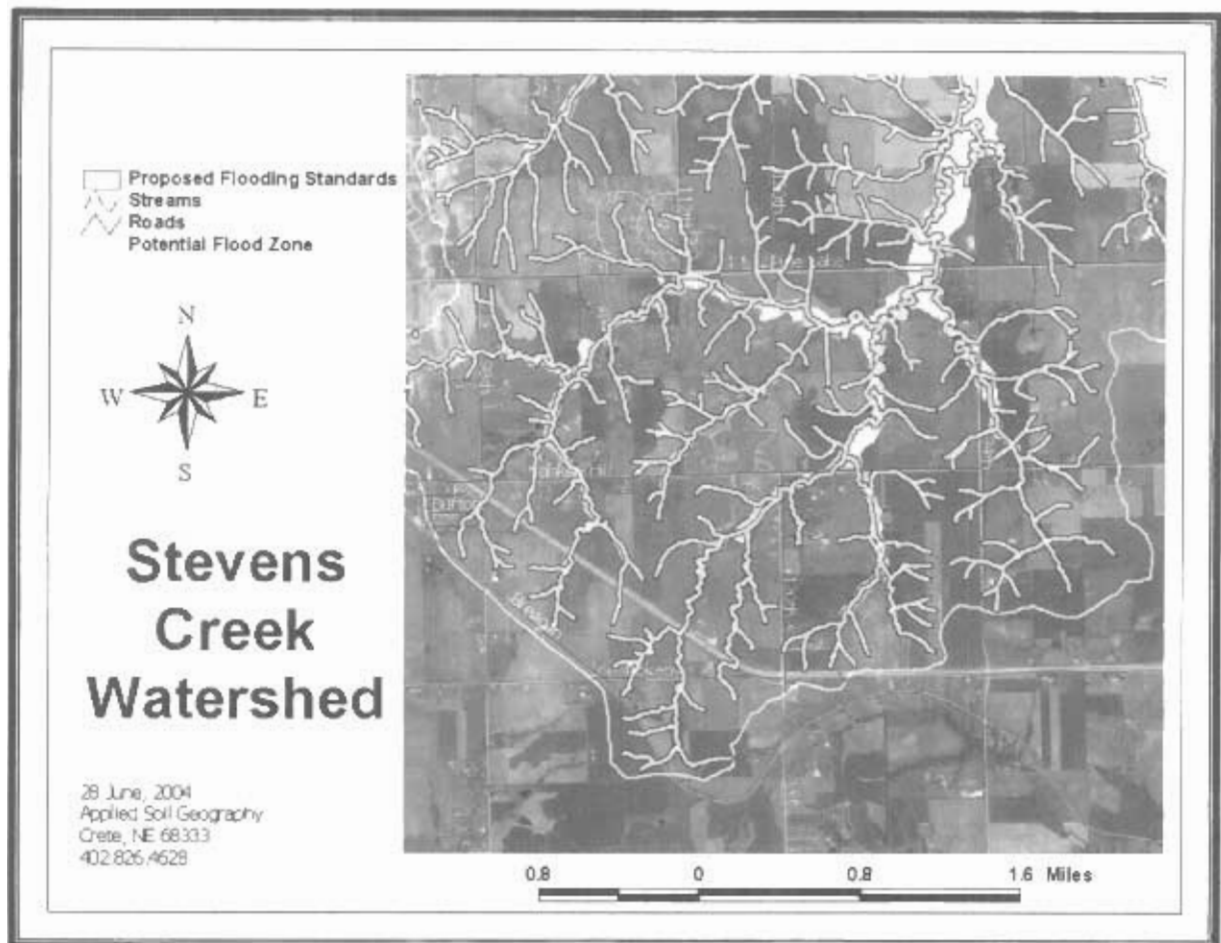 Proposed Flooding Standards
Streams
Roads
Potential Flood Zone
N
W
E
S
Stevens
Creek
Watershed
28 June, 2004
Applied Soil Geography
Crete, NE 68333
402.826.4628
0.8 0 0.8 1.6 Miles